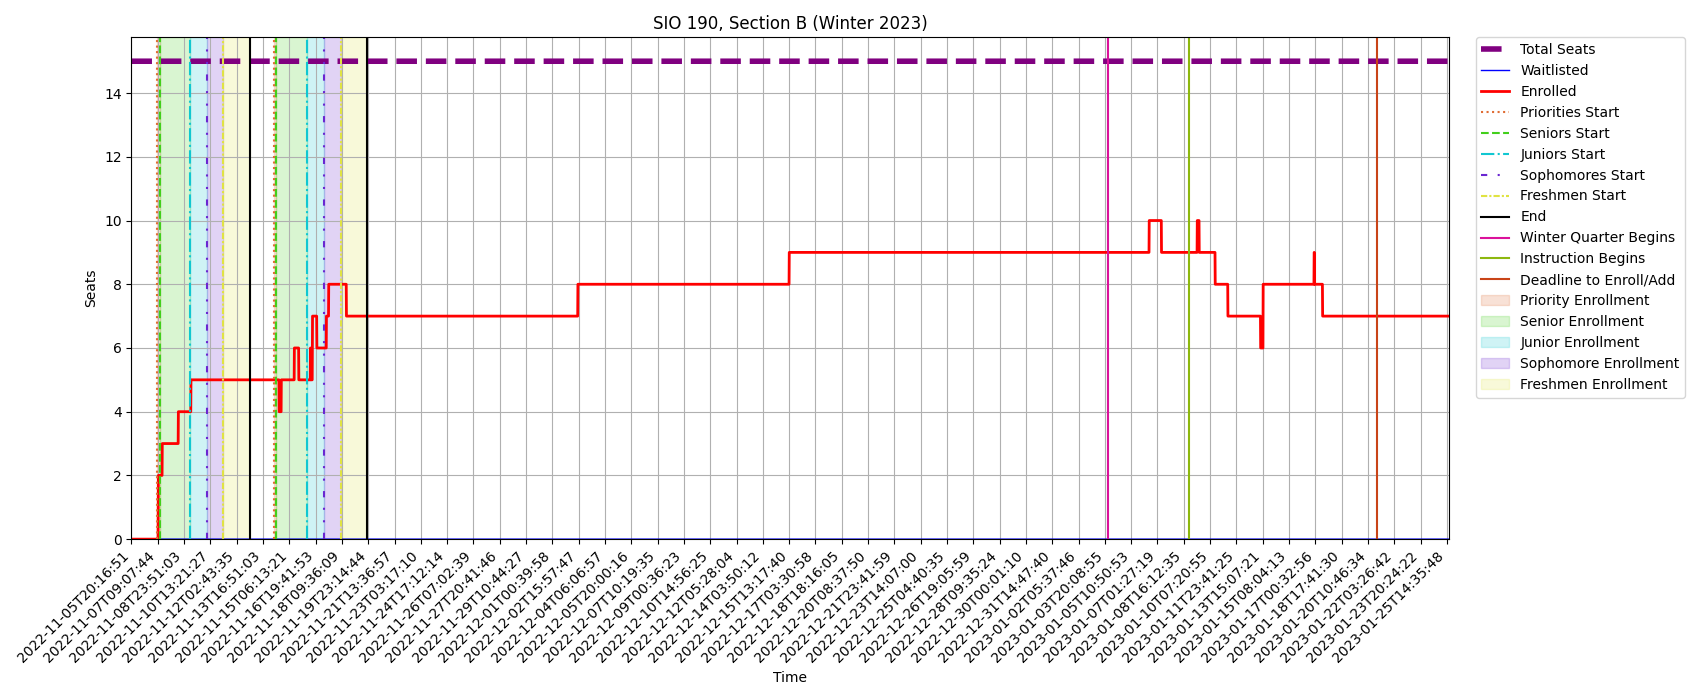 SIO 190, Section B (Winter 2023)
Seats
14
12
10
8
6
4
2
0
2022-11-05T20:16:51
2022-11-07T09:07:44
2022-11-08T23:51:03
2022-11-10T13:21:27
2022-11-12T02:43:35
2022-11-13T16:51:03
2022-11-15T06:13:21
2022-11-16T19:41:53
2022-11-18T09:36:09
2022-11-19T23:14:44
2022-11-21T13:36:57
2022-11-23T03:17:10
2022-11-24T17:12:14
2022-11-26T07:02:39
2022-11-27T20:41:46
2022-11-29T10:44:27
2022-12-01T00:39:58
2022-12-02T15:57:47
2022-12-04T06:06:57
2022-12-05T20:00:16
2022-12-07T10:19:35
2022-12-09T00:36:23
2022-12-10T14:56:25
2022-12-12T05:28:04
2022-12-14T03:50:12
2022-12-15T13:17:40
2022-12-17T03:30:58
2022-12-18T18:16:05
2022-12-20T08:37:50
2022-12-21T23:41:59
2022-12-23T14:07:00
2022-12-25T04:40:35
2022-12-26T19:05:59
2022-12-28T09:35:24
2022-12-30T00:01:10
2022-12-31T14:47:40
2023-01-02T05:37:46
2023-01-03T20:08:55
2023-01-05T10:50:53
2023-01-07T01:27:19
2023-01-08T16:12:35
2023-01-10T07:20:55
2023-01-11T23:41:25
2023-01-13T15:07:21
2023-01-15T08:04:13
2023-01-17T00:32:56
2023-01-18T17:41:30
2023-01-20T10:46:34
2023-01-22T03:26:42
2023-01-23T20:24:22
2023-01-25T14:35:48
Time
Total Seats
Waitlisted
Enrolled
Priorities Start
Seniors Start
Juniors Start
Sophomores Start
Freshmen Start
End
Winter Quarter Begins
Instruction Begins
Deadline to Enroll/Add
Priority Enrollment
Senior Enrollment
Junior Enrollment
Sophomore Enrollment
Freshmen Enrollment